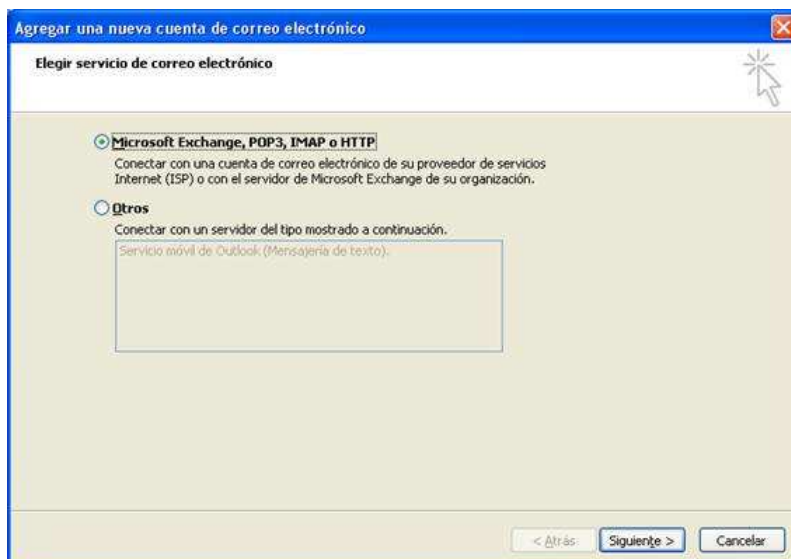 Agregar una nueva cuenta de correo electrónico
Elegir servicio de correo electrónico
Microsoft Exchange, POP3, IMAP o HTTP
Conectar con una cuenta de correo electrónico de su proveedor de servicios
Internet (ISP) o con el servidor de Microsoft Exchange de su organización.
Otros
Conectar con un servidor del tipo mostrado a continuación.
Servicio móvil de Outlook (Mensajería de texto).
< Atrás
Siguiente >
Cancelar